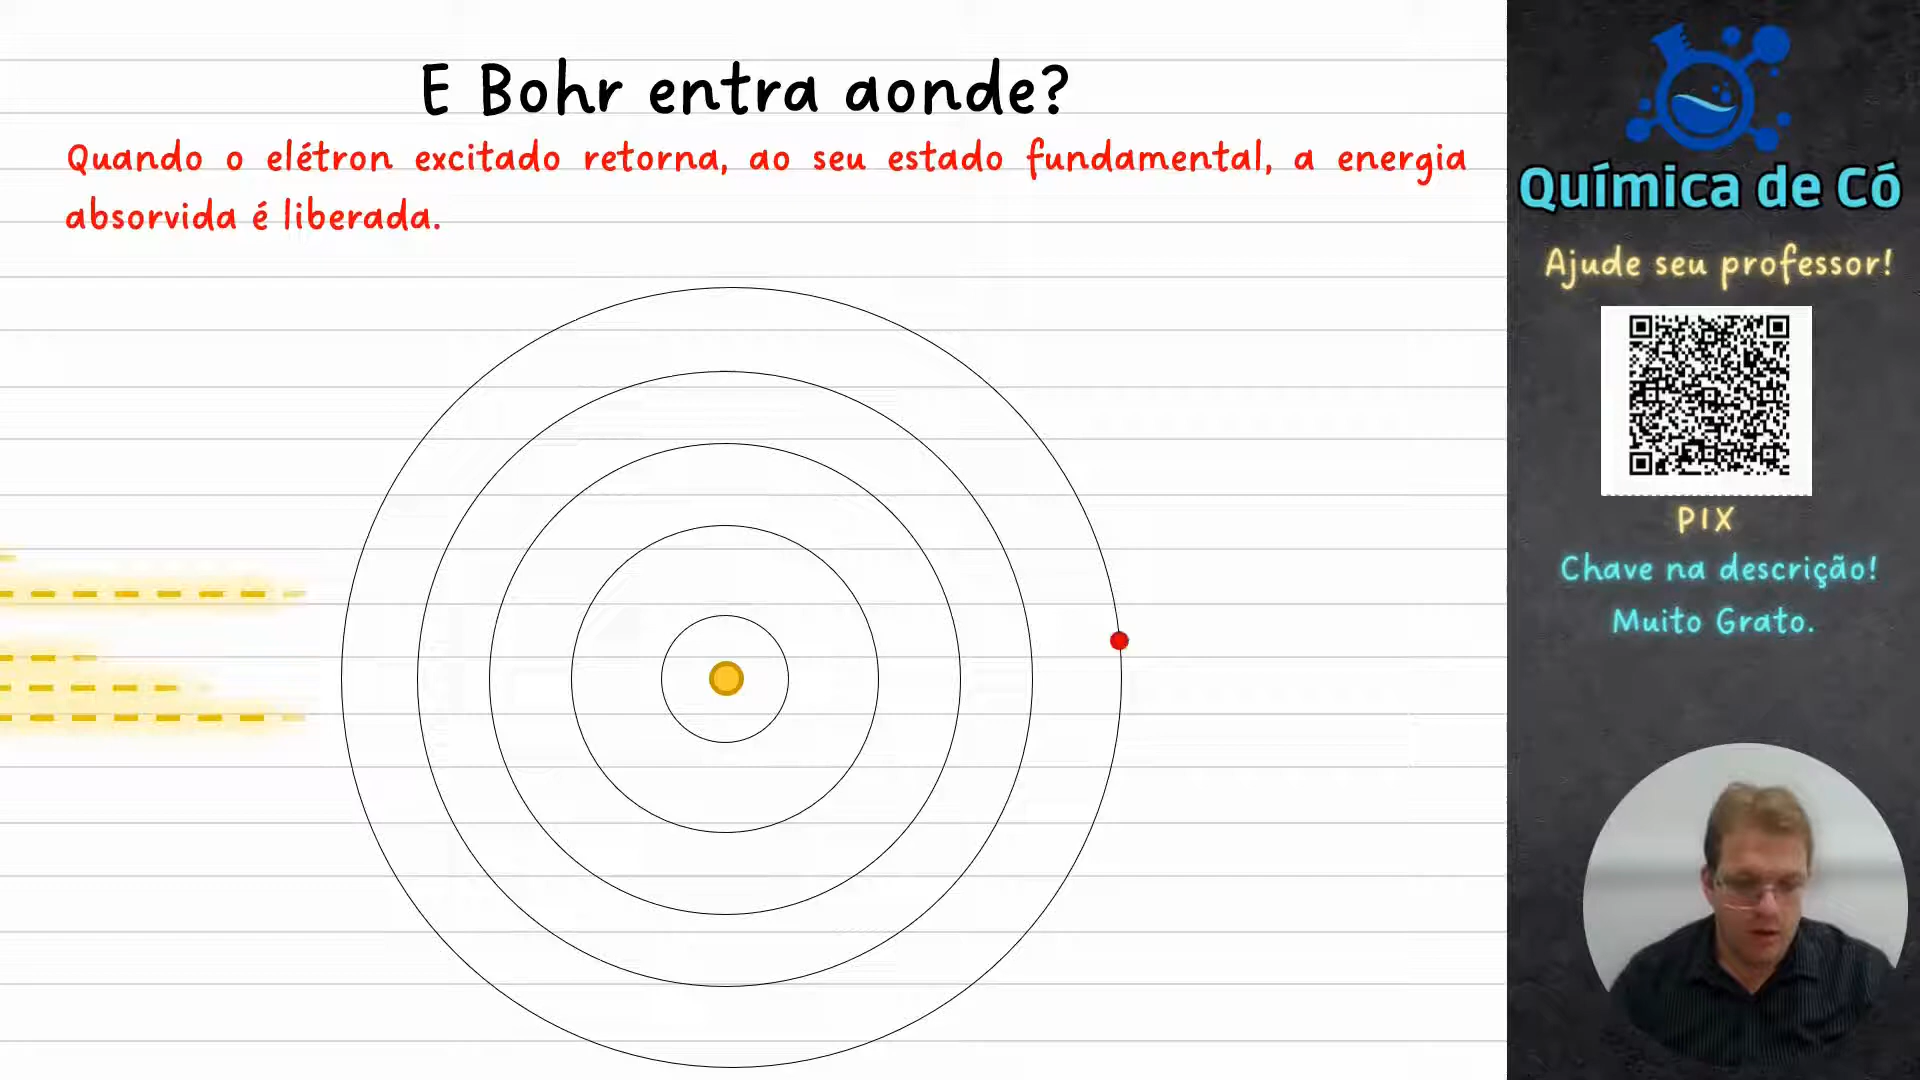 E Bohr entra aonde?
Quando o elétron excitado retorna, ao seu estado fundamental, a energia
absorvida é liberada.
Química de Có
Ajude seu professor!
PIX
Chave na descrição!
Muito Grato.